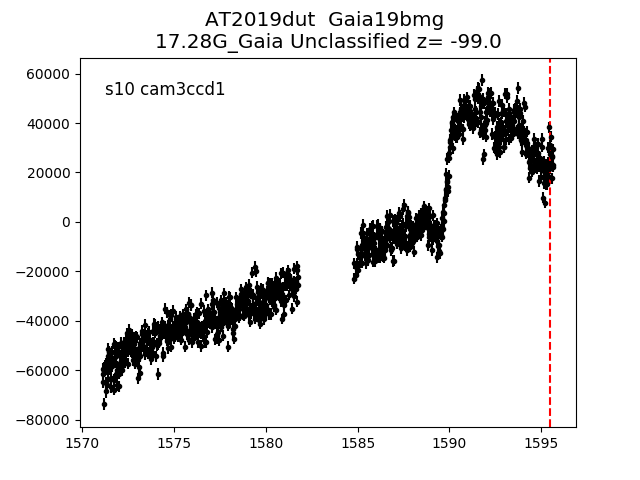 AT2019dut  Gaia19bmg
17.28G_Gaia Unclassified z= -99.0
s10 cam3ccd1
60000
40000
20000
0
−20000
−40000
−60000
−80000
1570 1575 1580 1585 1590 1595